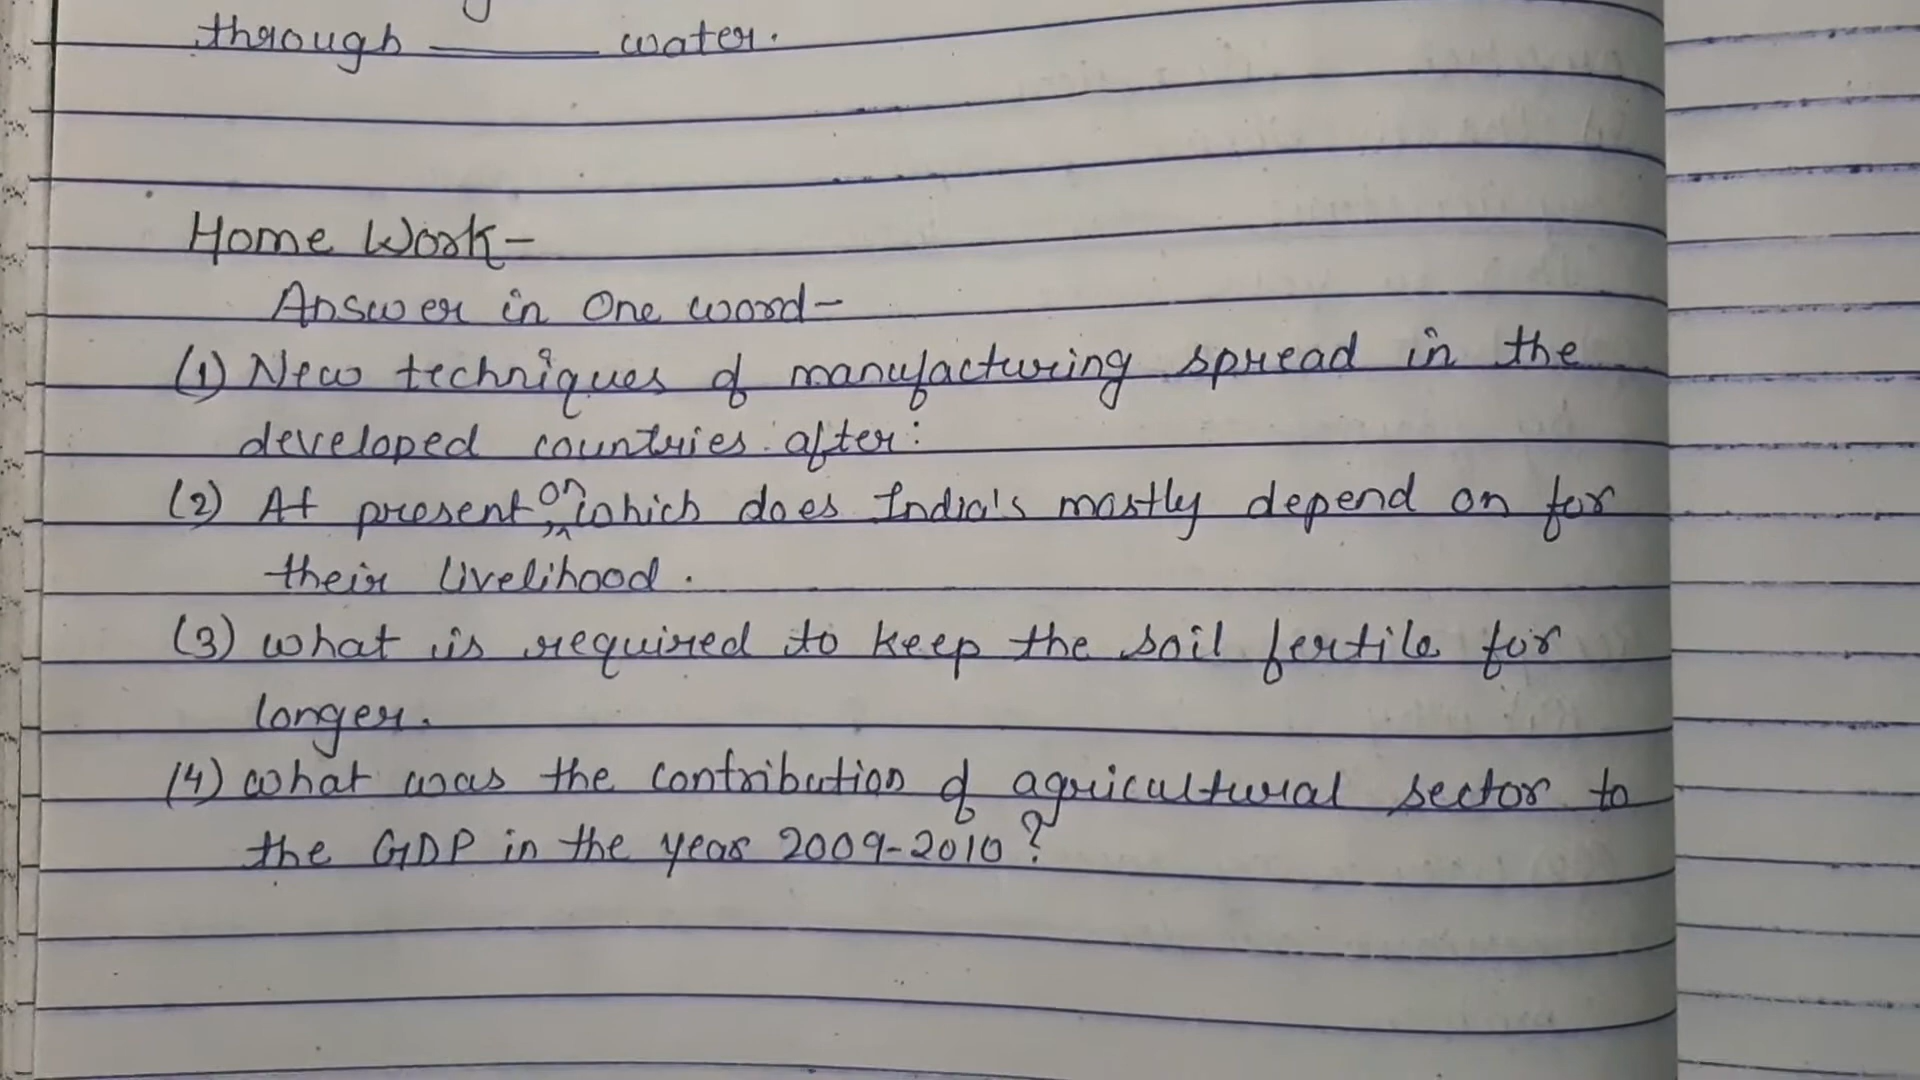 through ______ water.
Home Work-
Answer in One word-
(1) New techniques of manufacturing spread in the
developed countries after:
(2) At present, on which does India's mostly depend on for
their livelihood.
(3) what is required to keep the soil fertile for
longer.
(4) what was the contribution of agricultural sector to
the GDP in the year 2009-2010?